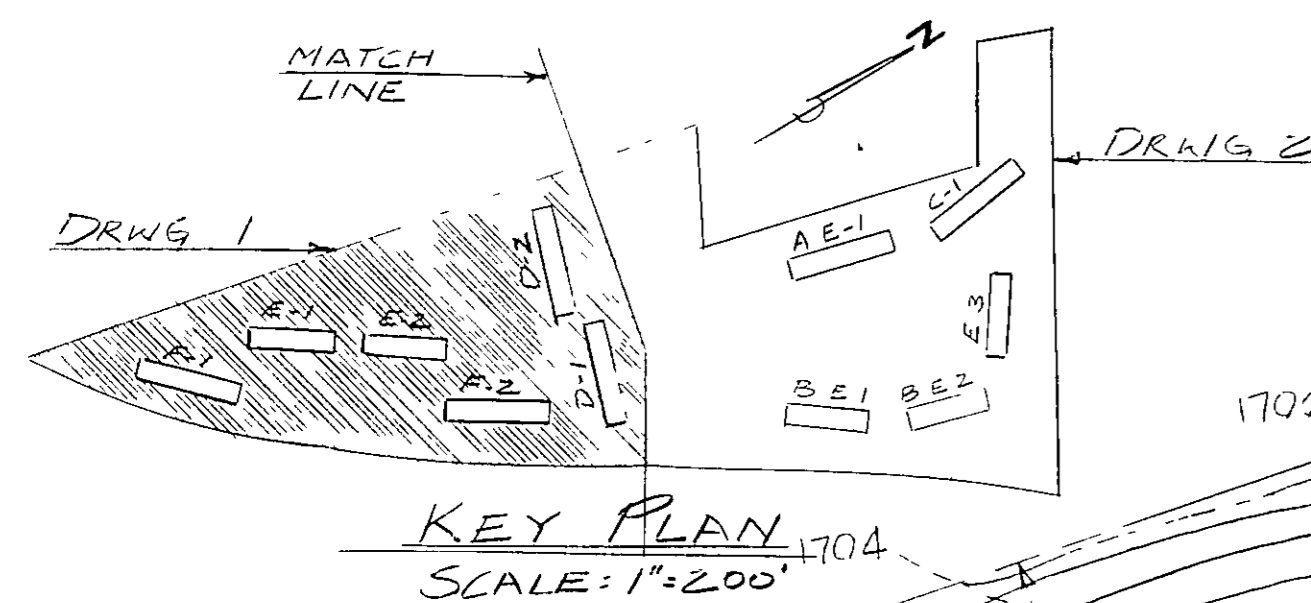 MATCH
LINE
N
DRWG 2
DRWG 1
C-1
A E-1
D-2
E-1
E-2
E-3
A-1
D-1
B E 1
B E 2
KEY PLAN
1704
SCALE: 1"=200'